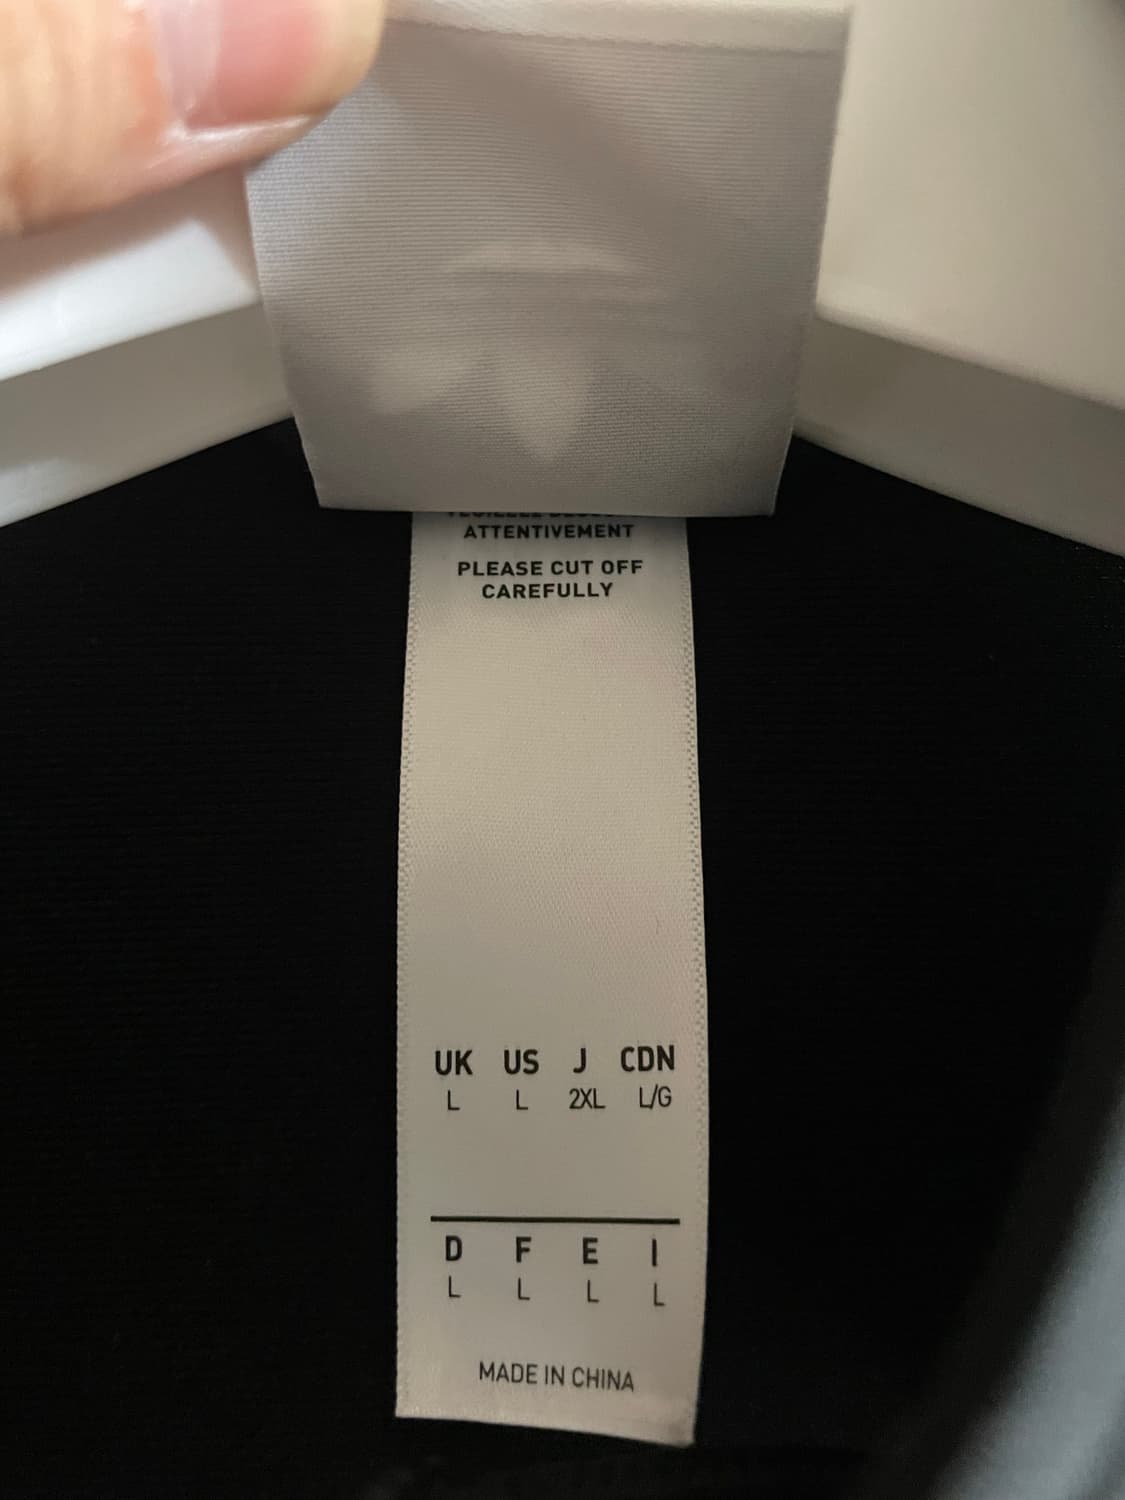 ATTENTIVEMENT
PLEASE CUT OFF
CAREFULLY
UK US J CDN
L L 2XL L/G
D F E I
L L L L
MADE IN CHINA